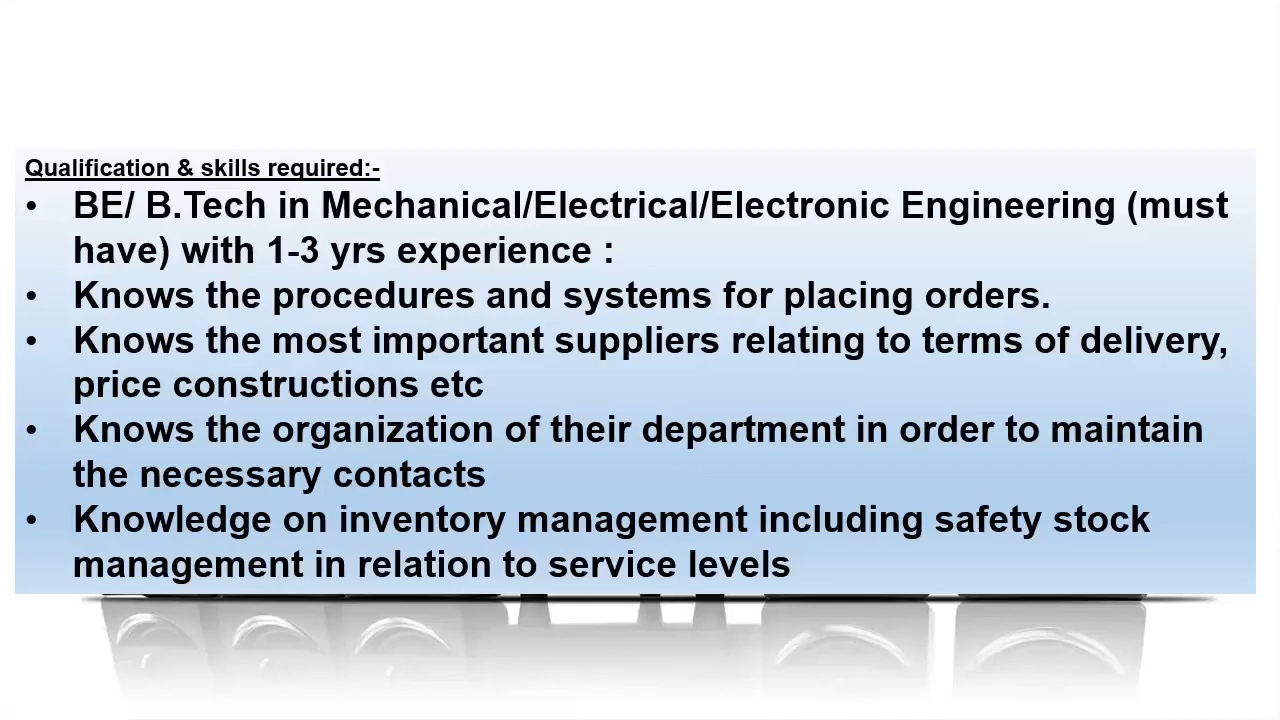 Qualification & skills required:-
• BE/ B.Tech in Mechanical/Electrical/Electronic Engineering (must
have) with 1-3 yrs experience :
• Knows the procedures and systems for placing orders.
• Knows the most important suppliers relating to terms of delivery,
price constructions etc
• Knows the organization of their department in order to maintain
the necessary contacts
• Knowledge on inventory management including safety stock
management in relation to service levels